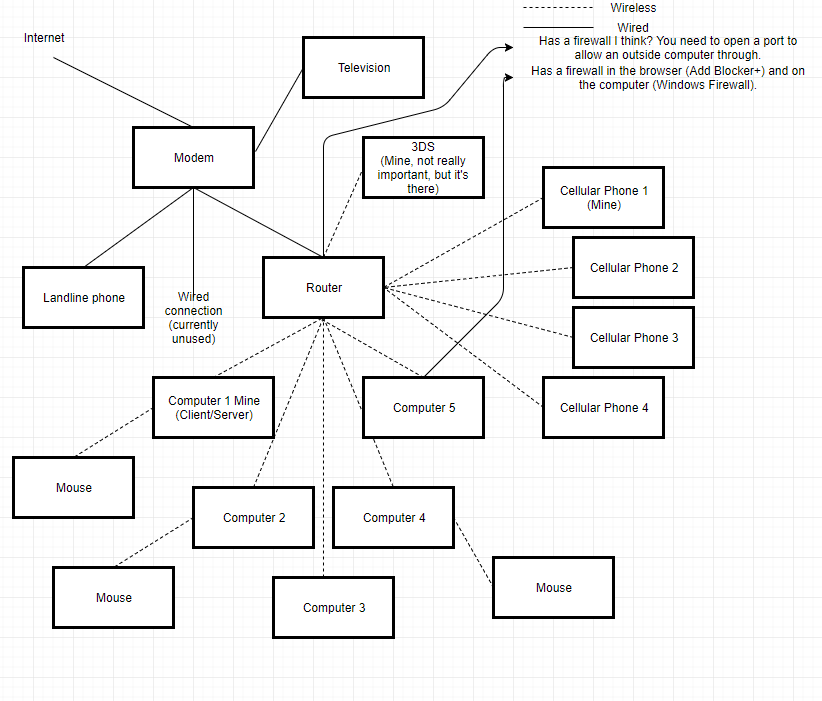 Wireless
Wired
Internet
Has a firewall I think? You need to open a port to
allow an outside computer through.
Television
Has a firewall in the browser (Add Blocker+) and on
the computer (Windows Firewall).
3DS
(Mine, not really
important, but it's
there)
Modem
Cellular Phone 1
(Mine)
Cellular Phone 2
Router
Landline phone
Wired
connection
(currently
unused)
Cellular Phone 3
Computer 1 Mine
(Client/Server)
Computer 5
Cellular Phone 4
Mouse
Computer 2
Computer 4
Mouse
Computer 3
Mouse